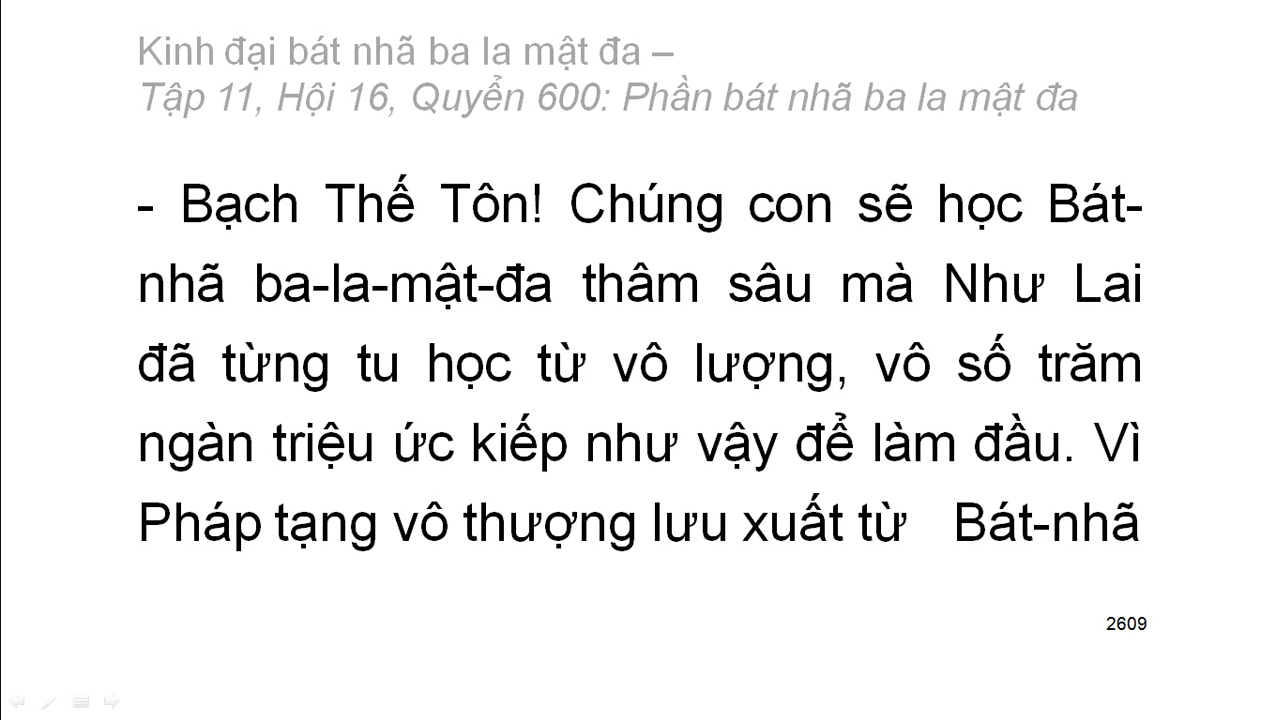 Kinh đại bát nhã ba la mật đa –
Tập 11, Hội 16, Quyển 600: Phần bát nhã ba la mật đa
- Bạch Thế Tôn! Chúng con sẽ học Bát-
nhã ba-la-mật-đa thâm sâu mà Như Lai
đã từng tu học từ vô lượng, vô số trăm
ngàn triệu ức kiếp như vậy để làm đầu. Vì
Pháp tạng vô thượng lưu xuất từ Bát-nhã
2609